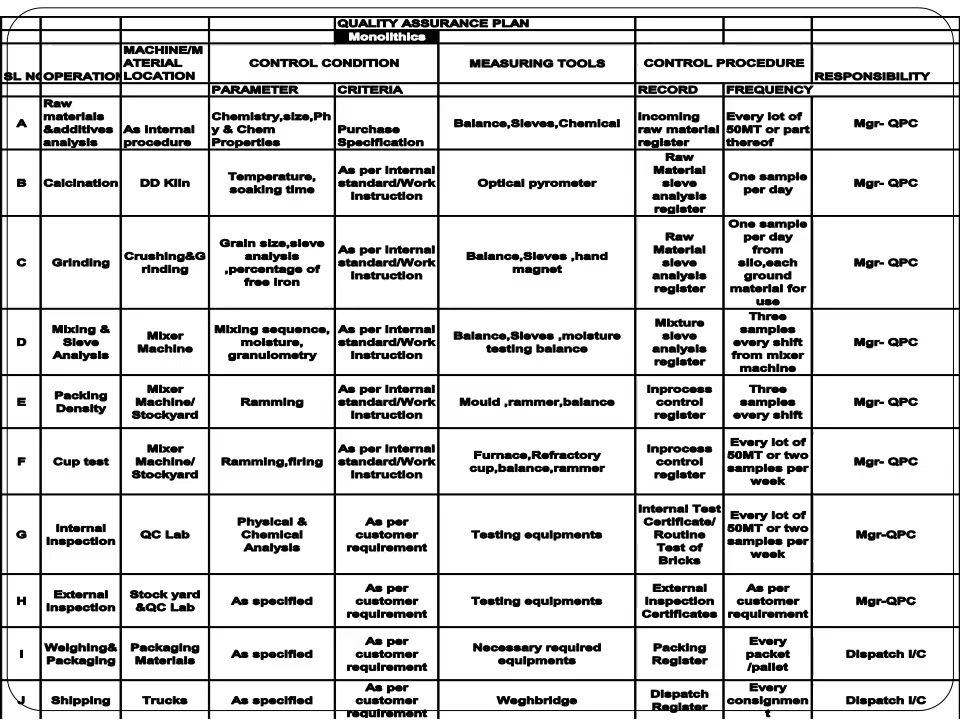 QUALITY ASSURANCE PLAN
Monolithics
SL NO OPERATION MACHINE/M ATERIAL LOCATION CONTROL CONDITION MEASURING TOOLS CONTROL PROCEDURE RESPONSIBILITY
PARAMETER CRITERIA RECORD FREQUENCY
A Raw materials &additives analysis As internal procedure Chemistry,size,Ph y & Chem Properties Purchase Specification Balance,Sieves,Chemical Incoming raw material register Every lot of 50MT or part thereof Mgr- QPC
B Calcination DD Kiln Temperature, soaking time As per internal standard/Work instruction Optical pyrometer Raw Material sieve analysis register One sample per day Mgr- QPC
C Grinding Crushing&G rinding Grain size,sieve analysis ,percentage of free iron As per internal standard/Work instruction Balance,Sieves ,hand magnet Raw Material sieve analysis register One sample per day from silo,each ground material for use Mgr- QPC
D Mixing & Sieve Analysis Mixer Machine Mixing sequence, moisture, granulometry As per internal standard/Work instruction Balance,Sieves ,moisture testing balance Mixture sieve analysis register Three samples every shift from mixer machine Mgr- QPC
E Packing Density Mixer Machine/ Stockyard Ramming As per internal standard/Work instruction Mould ,rammer,balance Inprocess control register Three samples every shift Mgr- QPC
F Cup test Mixer Machine/ Stockyard Ramming,firing As per internal standard/Work instruction Furnace,Refractory cup,balance,rammer Inprocess control register Every lot of 50MT or two samples per week Mgr- QPC
G Internal Inspection QC Lab Physical & Chemical Analysis As per customer requirement Testing equipments Internal Test Certificate/ Routine Test of Bricks Every lot of 50MT or two samples per week Mgr-QPC
H External Inspection Stock yard &QC Lab As specified As per customer requirement Testing equipments External Inspection Certificates As per customer requirement Mgr-QPC
I Weighing& Packaging Packaging Materials As specified As per customer requirement Necessary required equipments Packing Register Every packet /pallet Dispatch I/C
J Shipping Trucks As specified As per customer requirement Weghbridge Dispatch Register Every consignmen t Dispatch I/C